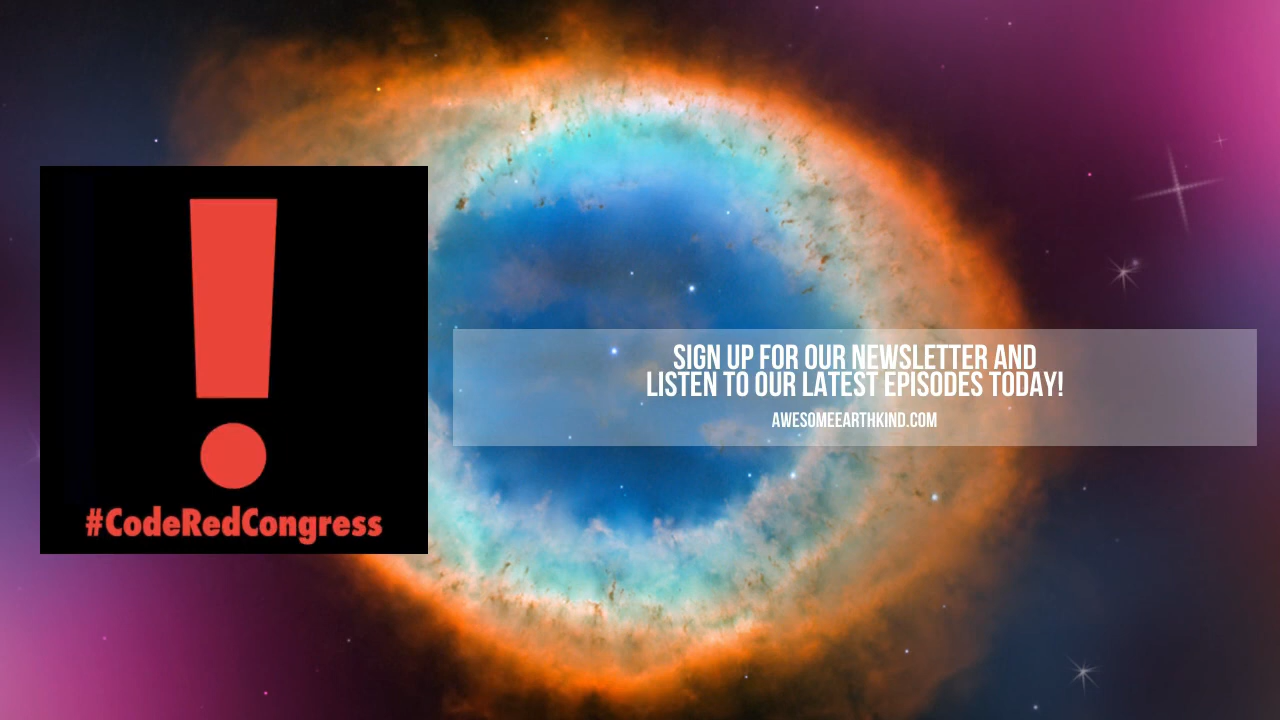 #CodeRedCongress
SIGN UP FOR OUR NEWSLETTER AND
LISTEN TO OUR LATEST EPISODES TODAY!
AWESOMEEARTHKIND.COM